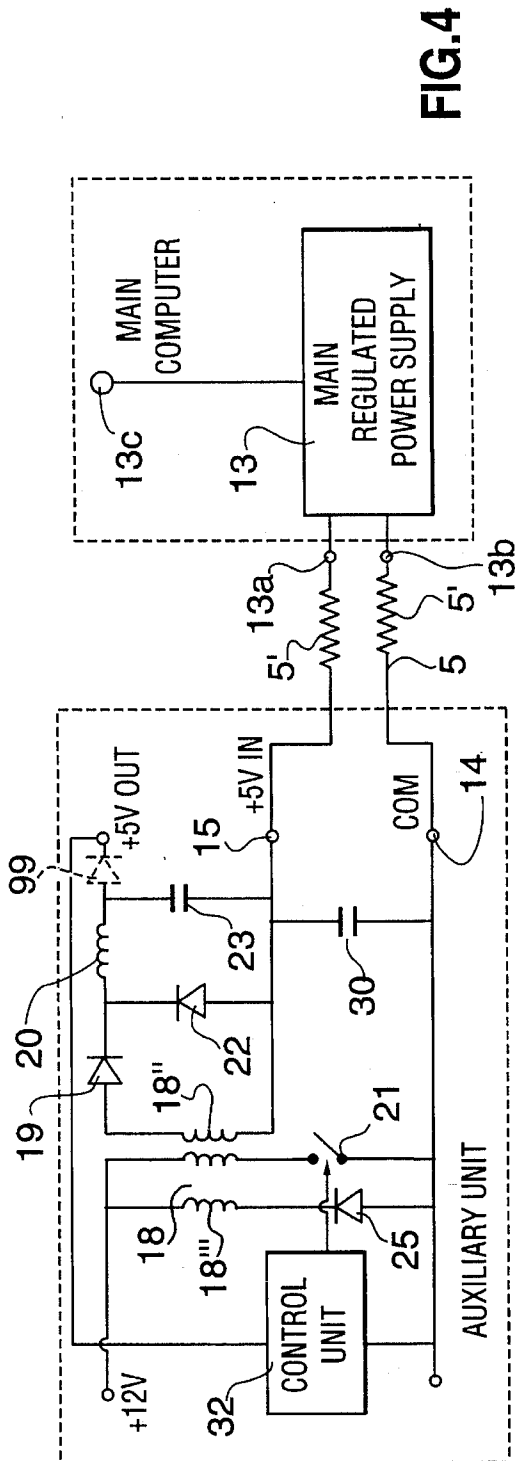 FIG.4
MAIN
COMPUTER
13c
13
MAIN
REGULATED
POWER SUPPLY
13a
13b
5'
5'
5
+5V OUT
99
+5V IN
15
COM
14
20
23
30
19
22
18"
21
18
18'''
25
+12V
32
CONTROL
UNIT
AUXILIARY UNIT